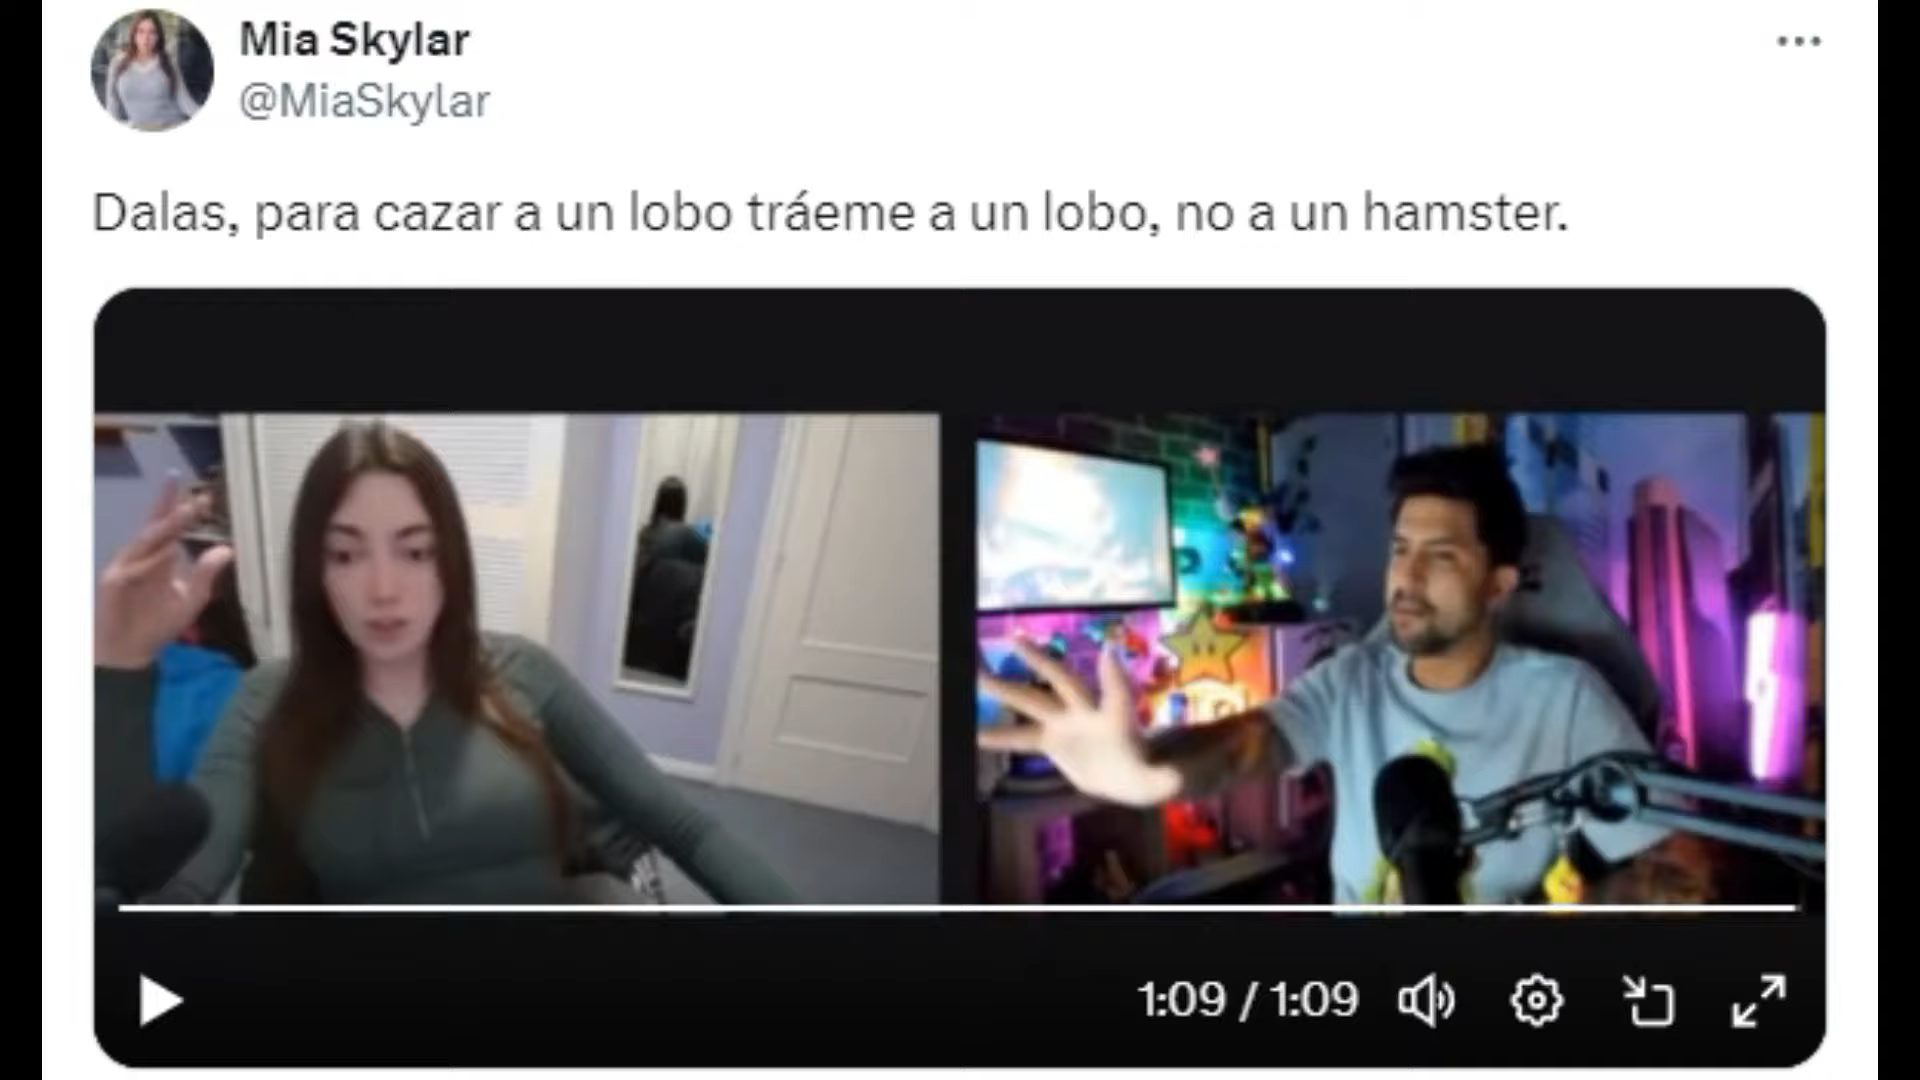 Mia Skylar
@MiaSkylar
Dalas, para cazar a un lobo tráeme a un lobo, no a un hamster.
1:09 / 1:09